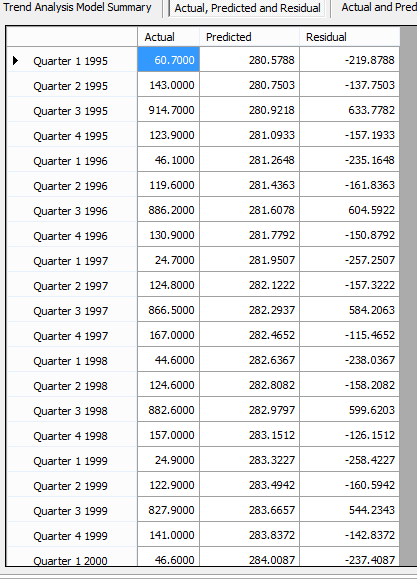 Trend Analysis Model Summary Actual, Predicted and Residual Actual and Pred
Actual Predicted Residual
Quarter 1 1995 60.7000 280.5788 -219.8788
Quarter 2 1995 143.0000 280.7503 -137.7503
Quarter 3 1995 914.7000 280.9218 633.7782
Quarter 4 1995 123.9000 281.0933 -157.1933
Quarter 1 1996 46.1000 281.2648 -235.1648
Quarter 2 1996 119.6000 281.4363 -161.8363
Quarter 3 1996 886.2000 281.6078 604.5922
Quarter 4 1996 130.9000 281.7792 -150.8792
Quarter 1 1997 24.7000 281.9507 -257.2507
Quarter 2 1997 124.8000 282.1222 -157.3222
Quarter 3 1997 866.5000 282.2937 584.2063
Quarter 4 1997 167.0000 282.4652 -115.4652
Quarter 1 1998 44.6000 282.6367 -238.0367
Quarter 2 1998 124.6000 282.8082 -158.2082
Quarter 3 1998 882.6000 282.9797 599.6203
Quarter 4 1998 157.0000 283.1512 -126.1512
Quarter 1 1999 24.9000 283.3227 -258.4227
Quarter 2 1999 122.9000 283.4942 -160.5942
Quarter 3 1999 827.9000 283.6657 544.2343
Quarter 4 1999 141.0000 283.8372 -142.8372
Quarter 1 2000 46.6000 284.0087 -237.4087